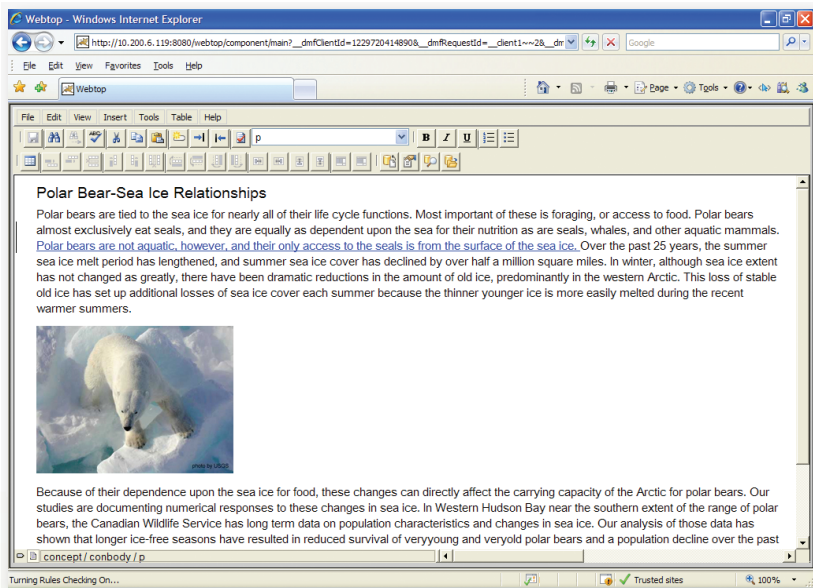 Webtop - Windows Internet Explorer
http://10.200.6.119:8080/webtop/component/main?__dmfClientId=1229720414890&__dmfRequestId=__client1~~2&__dm
Google
File Edit View Favorites Tools Help
Webtop
Page Tools
File Edit View Insert Tools Table Help
p
B I U
Polar Bear-Sea Ice Relationships
Polar bears are tied to the sea ice for nearly all of their life cycle functions. Most important of these is foraging, or access to food. Polar bears
almost exclusively eat seals, and they are equally as dependent upon the sea for their nutrition as are seals, whales, and other aquatic mammals.
Polar bears are not aquatic, however, and their only access to the seals is from the surface of the sea ice. Over the past 25 years, the summer
sea ice melt period has lengthened, and summer sea ice cover has declined by over half a million square miles. In winter, although sea ice extent
has not changed as greatly, there have been dramatic reductions in the amount of old ice, predominantly in the western Arctic. This loss of stable
old ice has set up additional losses of sea ice cover each summer because the thinner younger ice is more easily melted during the recent
warmer summers.
photo by USGS
Because of their dependence upon the sea ice for food, these changes can directly affect the carrying capacity of the Arctic for polar bears. Our
studies are documenting numerical responses to these changes in sea ice. In Western Hudson Bay near the southern extent of the range of polar
bears, the Canadian Wildlife Service has long term data on population characteristics and changes in sea ice. Our analysis of those data has
shown that longer ice-free seasons have resulted in reduced survival of veryyoung and veryold polar bears and a population decline over the past
concept / conbody / p
Turning Rules Checking On...
Trusted sites
100%